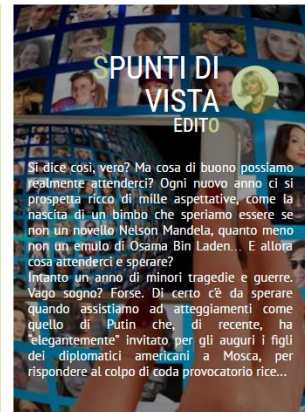 SPUNTI DI
VISTA
EDITO
Si dice così, vero? Ma cosa di buono possiamo
realmente attenderci? Ogni nuovo anno ci si
prospetta ricco di mille aspettative, come la
nascita di un bimbo che speriamo essere se
non un novello Nelson Mandela, quanto meno
non un emulo di Osama Bin Laden... E allora
cosa attenderci e sperare?
Intanto un anno di minori tragedie e guerre.
Vago sogno? Forse. Di certo c'è da sperare
quando assistiamo ad atteggiamenti come
quello di Putin che, di recente, ha
"elegantemente" invitato per gli auguri i figli
dei diplomatici americani a Mosca, per
rispondere al colpo di coda provocatorio rice...